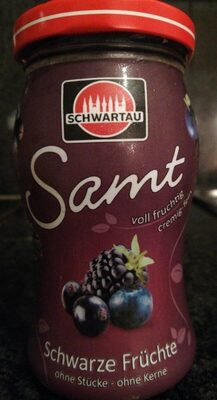 SCHWARTAU
Samt
voll fruchtig
cremig
Schwarze Früchte
ohne Stücke - ohne Kerne